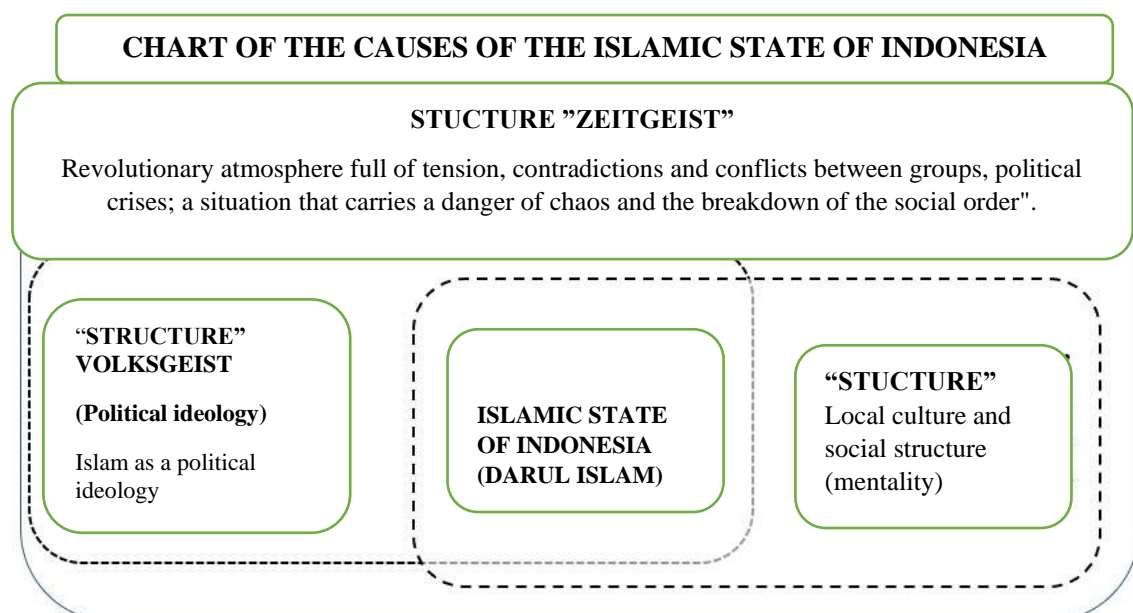 CHART OF THE CAUSES OF THE ISLAMIC STATE OF INDONESIA
STUCTURE ”ZEITGEIST”
Revolutionary atmosphere full of tension, contradictions and conflicts between groups, political
crises; a situation that carries a danger of chaos and the breakdown of the social order".
“STRUCTURE”
VOLKSGEIST
(Political ideology)
Islam as a political
ideology
ISLAMIC STATE
OF INDONESIA
(DARUL ISLAM)
“STUCTURE”
Local culture and
social structure
(mentality)